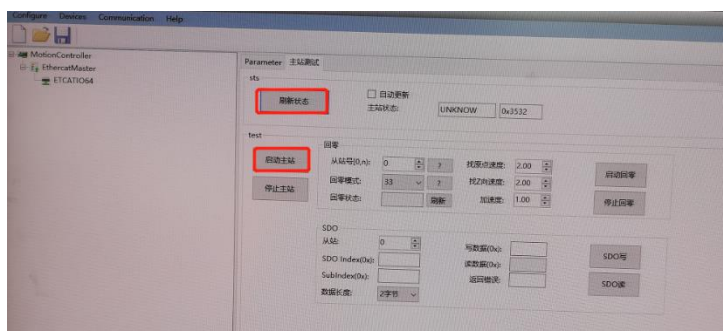 Configure Devices Communication Help
MotionController
EthercatMaster
ETCATIO64
Parameter 主站测试
sts
刷新状态
自动更新
主站状态: UNKNOW 0x3532
test
启动主站
停止主站
回零
从站号(0,n): 0 ? 找原点速度: 2.00 启动回零
回零模式: 33 ? 找Z向速度: 2.00
回零状态: 刷新 加速度: 1.00 停止回零
SDO
从站: 0 写数据(0x): SDO写
SDO Index(0x): 读数据(0x):
SubIndex(0x): 返回错误: SDO读
数据长度: 2字节